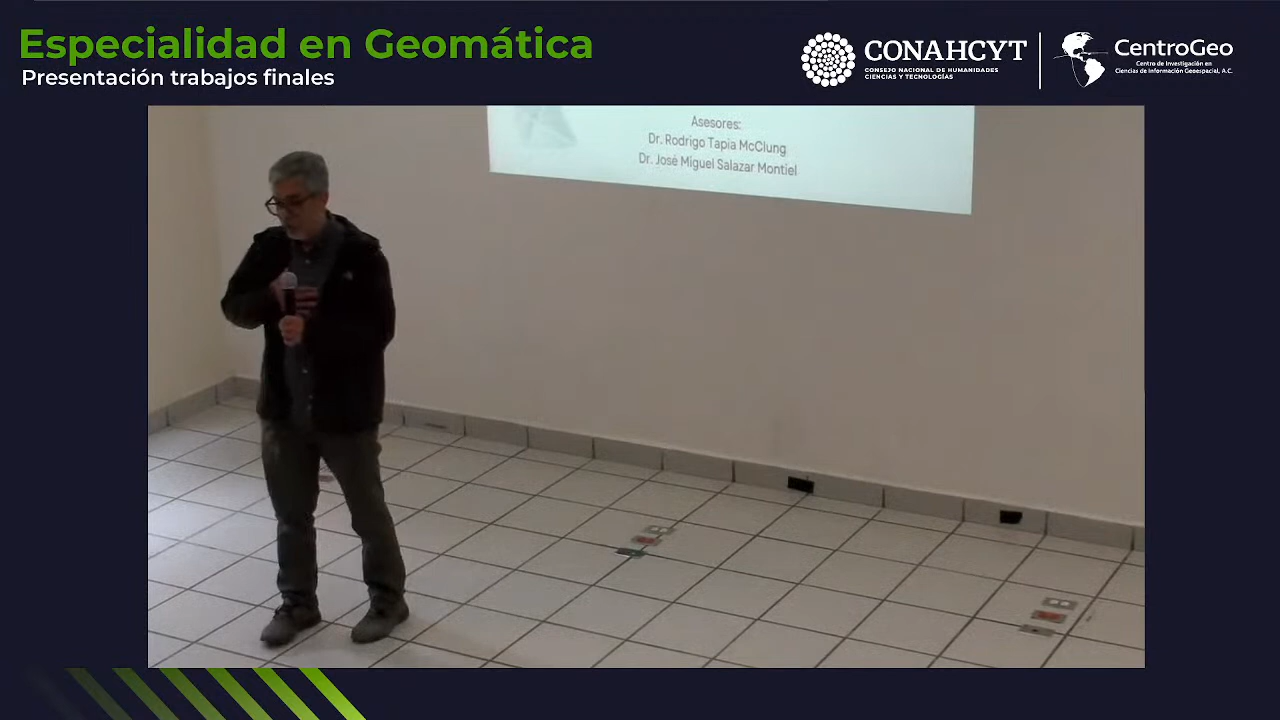 Especialidad en Geomática
Presentación trabajos finales
CONAHCYT
CONSEJO NACIONAL DE HUMANIDADES
CIENCIAS Y TECNOLOGÍAS
CentroGeo
Centro de Investigación en
Ciencias de Información Geoespacial, A.C.
Asesores:
Dr. Rodrigo Tapia McClung
Dr. José Miguel Salazar Montiel